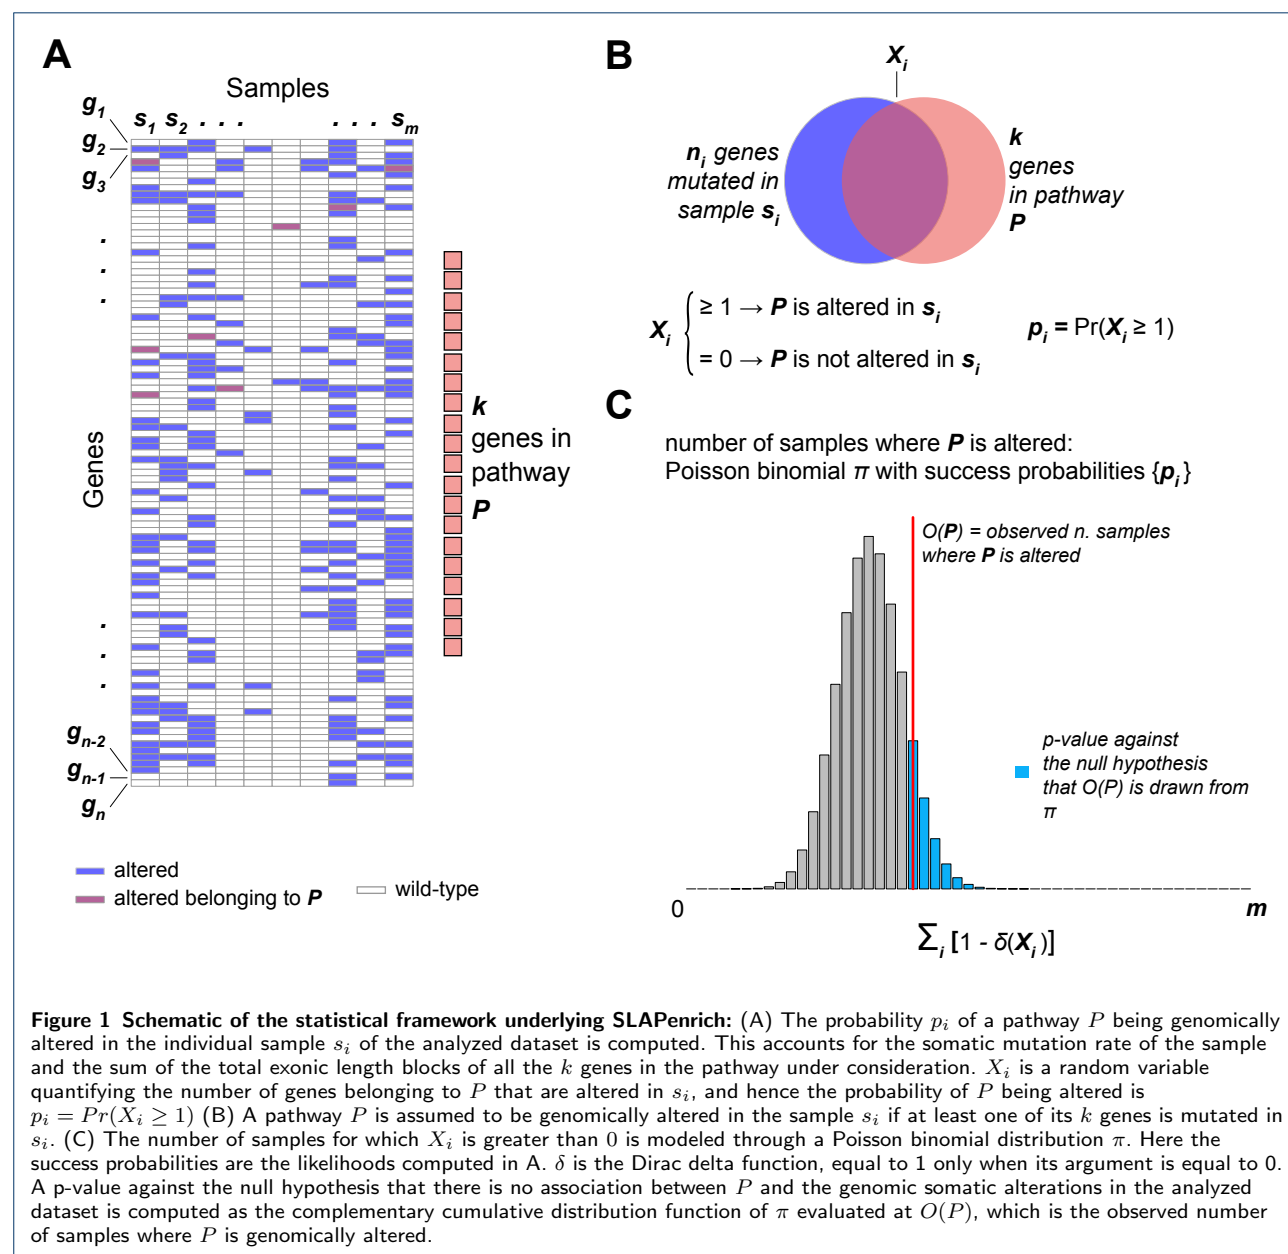 A
Samples
g1
s1 s2 . . . . . . sm
g2
g3
.
.
.
Genes
.
.
.
gn-2
gn-1
gn
k
genes in
pathway
P
altered
altered belonging to P
wild-type
B
Xi
ni genes
mutated in
sample si
k
genes
in pathway
P
Xi
≥ 1 → P is altered in si
= 0 → P is not altered in si
pi = Pr(Xi ≥ 1)
C
number of samples where P is altered:
Poisson binomial π with success probabilities {pi}
O(P) = observed n. samples
where P is altered
p-value against
the null hypothesis
that O(P) is drawn from
π
0
m
Σi [1 - δ(Xi)]
Figure 1 Schematic of the statistical framework underlying SLAPenrich: (A) The probability pi of a pathway P being genomically
altered in the individual sample si of the analyzed dataset is computed. This accounts for the somatic mutation rate of the sample
and the sum of the total exonic length blocks of all the k genes in the pathway under consideration. Xi is a random variable
quantifying the number of genes belonging to P that are altered in si, and hence the probability of P being altered is
pi = Pr(Xi ≥ 1) (B) A pathway P is assumed to be genomically altered in the sample si if at least one of its k genes is mutated in
si. (C) The number of samples for which Xi is greater than 0 is modeled through a Poisson binomial distribution π. Here the
success probabilities are the likelihoods computed in A. δ is the Dirac delta function, equal to 1 only when its argument is equal to 0.
A p-value against the null hypothesis that there is no association between P and the genomic somatic alterations in the analyzed
dataset is computed as the complementary cumulative distribution function of π evaluated at O(P), which is the observed number
of samples where P is genomically altered.